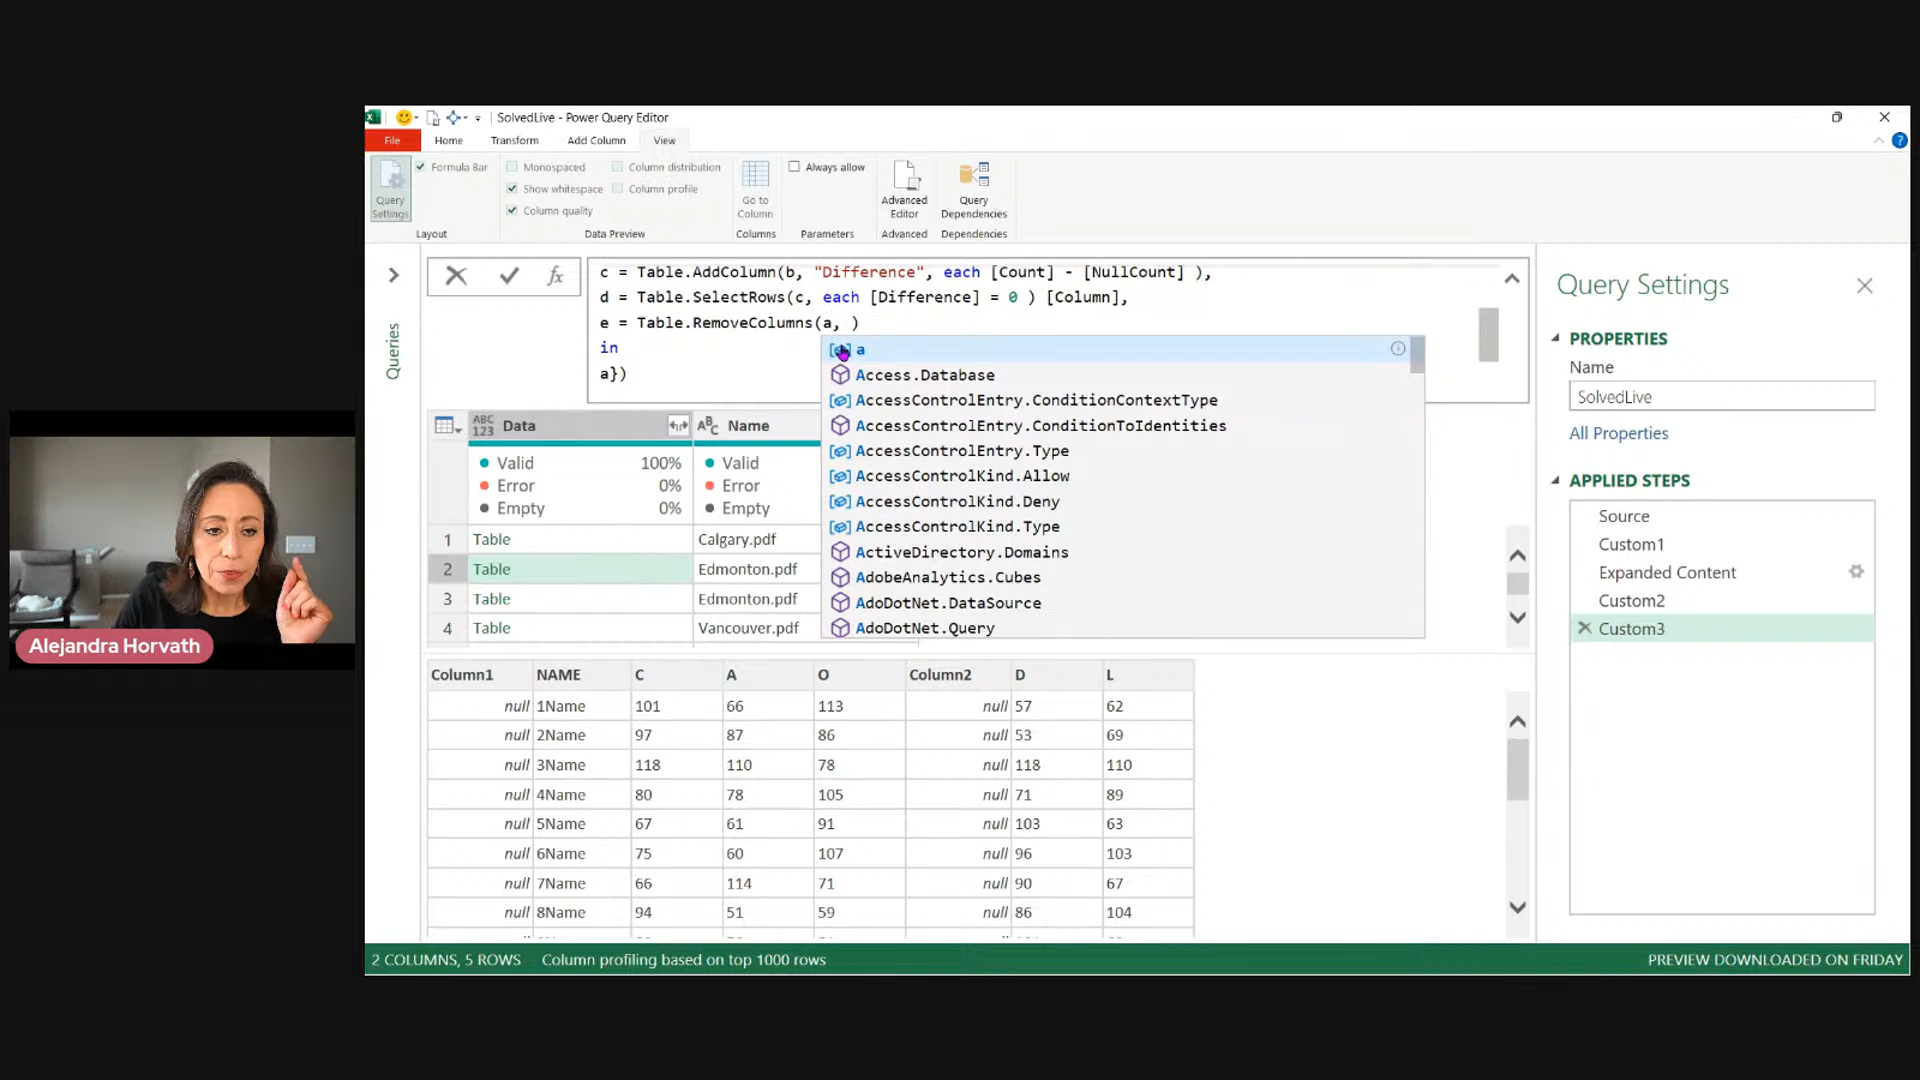 SolvedLive - Power Query Editor
File
Home
Transform
Add Column
View
Query
Settings
Formula Bar
Layout
Monospaced
Show whitespace
Column quality
Column distribution
Column profile
Data Preview
Go to
Column
Columns
Always allow
Parameters
Advanced
Editor
Advanced
Query
Dependencies
Dependencies
Queries
fx
c = Table.AddColumn(b, "Difference", each [Count] - [NullCount] ),
d = Table.SelectRows(c, each [Difference] = 0 ) [Column],
e = Table.RemoveColumns(a, )
in
a})
a
Access.Database
AccessControlEntry.ConditionContextType
AccessControlEntry.ConditionToIdentities
AccessControlEntry.Type
AccessControlKind.Allow
AccessControlKind.Deny
AccessControlKind.Type
ActiveDirectory.Domains
AdobeAnalytics.Cubes
AdoDotNet.DataSource
AdoDotNet.Query
ABC
123
Data
ABC
Name
Valid 100% Valid
Error 0% Error
Empty 0% Empty
1 Table Calgary.pdf
2 Table Edmonton.pdf
3 Table Edmonton.pdf
4 Table Vancouver.pdf
Column1 NAME C A O Column2 D L
null 1Name 101 66 113 null 57 62
null 2Name 97 87 86 null 53 69
null 3Name 118 110 78 null 118 110
null 4Name 80 78 105 null 71 89
null 5Name 67 61 91 null 103 63
null 6Name 75 60 107 null 96 103
null 7Name 66 114 71 null 90 67
null 8Name 94 51 59 null 86 104
Query Settings
PROPERTIES
Name
SolvedLive
All Properties
APPLIED STEPS
Source
Custom1
Expanded Content
Custom2
Custom3
2 COLUMNS, 5 ROWS
Column profiling based on top 1000 rows
PREVIEW DOWNLOADED ON FRIDAY
Alejandra Horvath